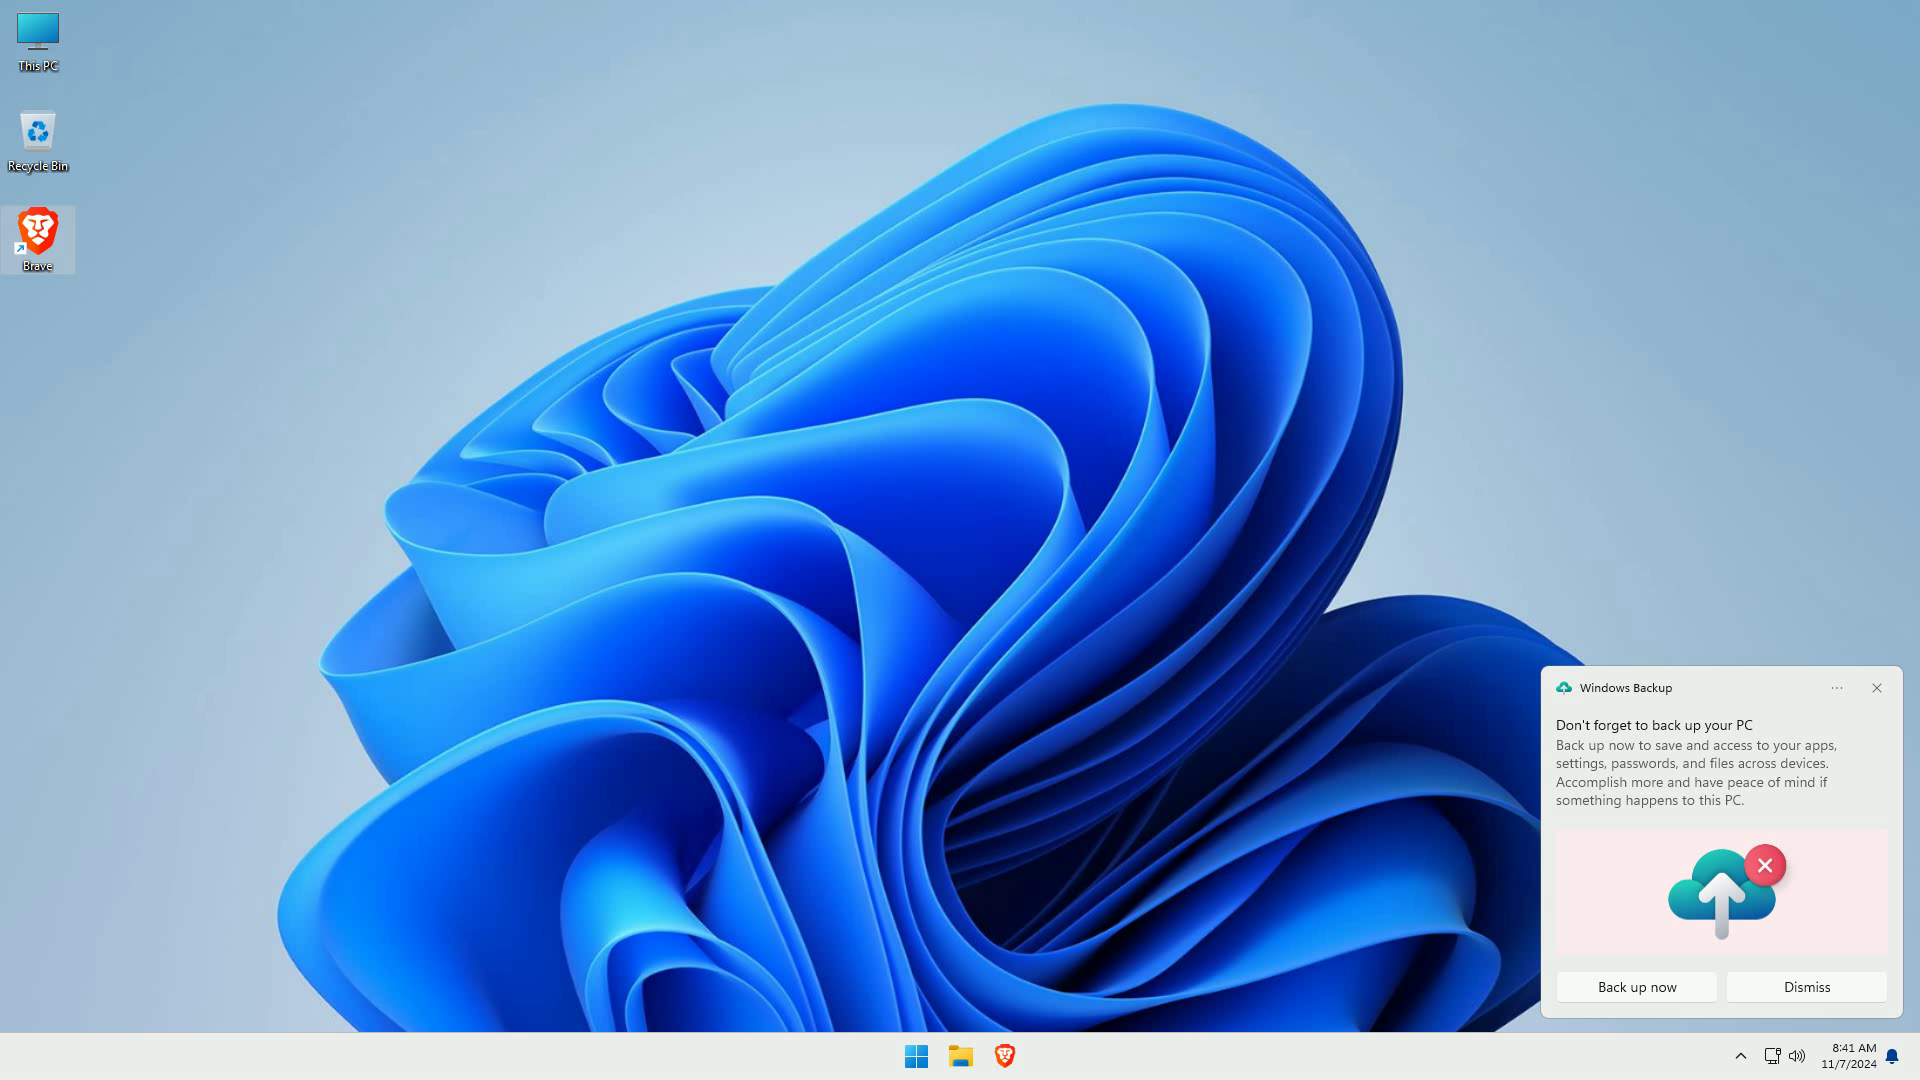 This PC
Recycle Bin
Brave
Windows Backup
Don't forget to back up your PC
Back up now to save and access to your apps,
settings, passwords, and files across devices.
Accomplish more and have peace of mind if
something happens to this PC.
Back up now
Dismiss
8:41 AM
11/7/2024